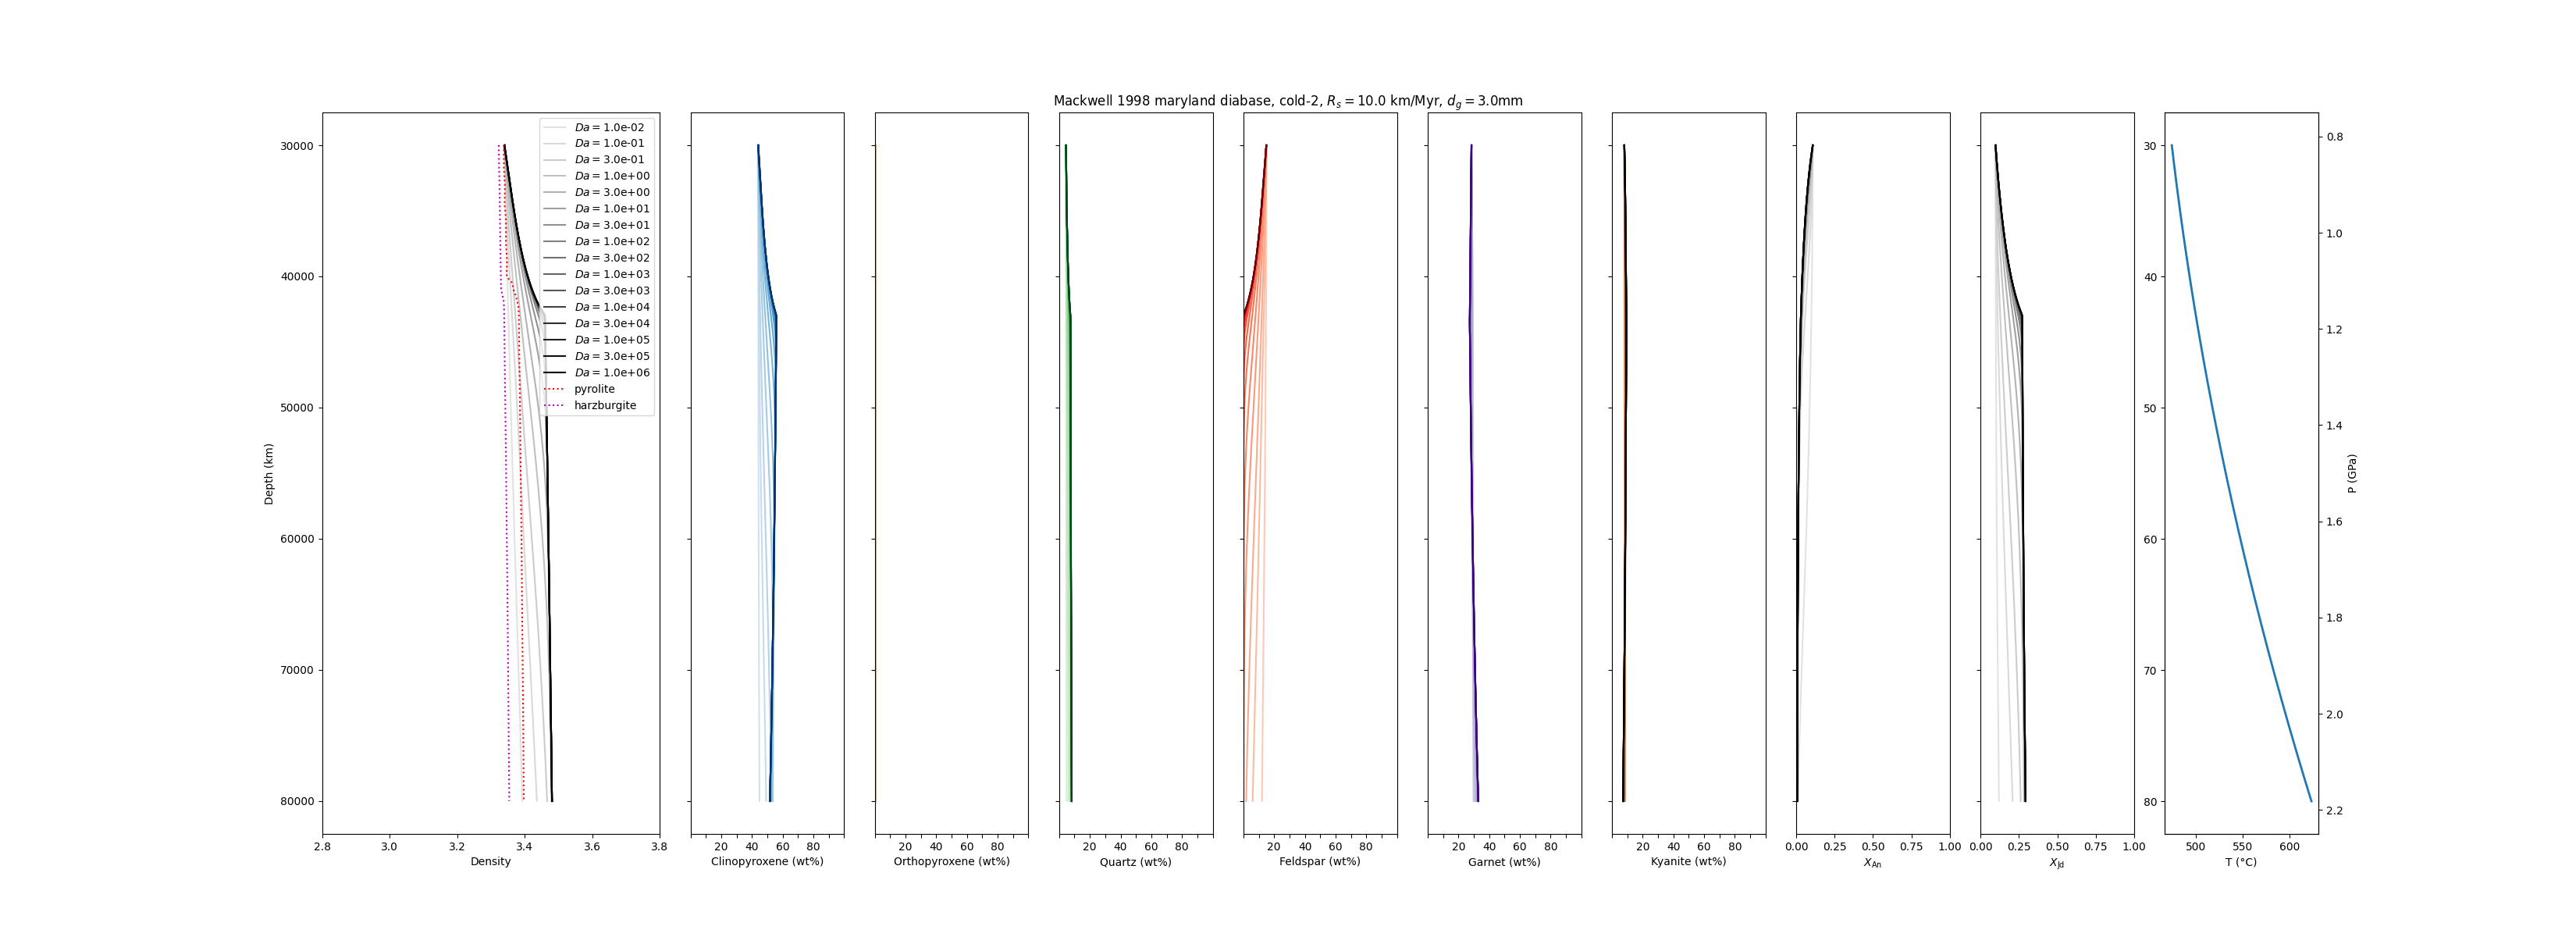 Mackwell 1998 maryland diabase, cold-2, Rs = 10.0 km/Myr, dg = 3.0mm
Da = 1.0e-02
Da = 1.0e-01
Da = 3.0e-01
Da = 1.0e+00
Da = 3.0e+00
Da = 1.0e+01
Da = 3.0e+01
Da = 1.0e+02
Da = 3.0e+02
Da = 1.0e+03
Da = 3.0e+03
Da = 1.0e+04
Da = 3.0e+04
Da = 1.0e+05
Da = 3.0e+05
Da = 1.0e+06
pyrolite
harzburgite
Depth (km)
30000
40000
50000
60000
70000
80000
2.8 3.0 3.2 3.4 3.6 3.8
Density
20 40 60 80
Clinopyroxene (wt%)
20 40 60 80
Orthopyroxene (wt%)
20 40 60 80
Quartz (wt%)
20 40 60 80
Feldspar (wt%)
20 40 60 80
Garnet (wt%)
20 40 60 80
Kyanite (wt%)
0.00 0.25 0.50 0.75 1.00
XAn
0.00 0.25 0.50 0.75 1.00
XJd
30
40
50
60
70
80
500 550 600
T (°C)
0.8
1.0
1.2
1.4
1.6
1.8
2.0
2.2
P (GPa)